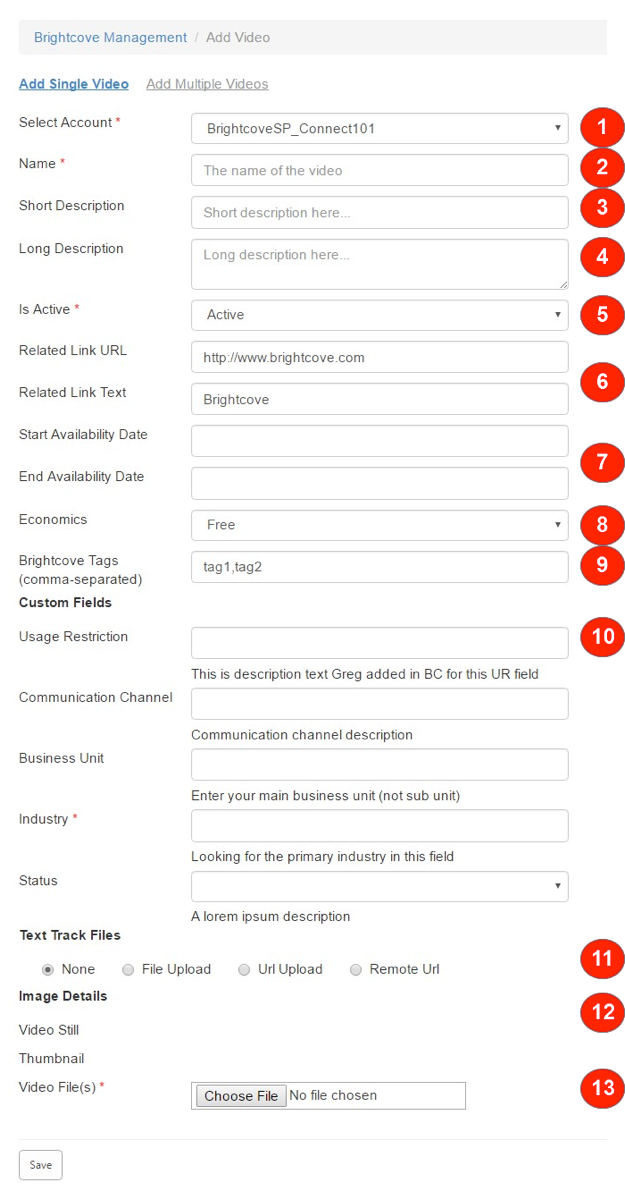 Brightcove Management / Add Video
Add Single Video Add Multiple Videos
Select Account * BrightcoveSP_Connect101 1
Name * The name of the video 2
Short Description Short description here... 3
Long Description Long description here... 4
Is Active * Active 5
Related Link URL http://www.brightcove.com
6
Related Link Text Brightcove
Start Availability Date
7
End Availability Date
Economics Free 8
Brightcove Tags
(comma-separated) tag1,tag2 9
Custom Fields
Usage Restriction 10
This is description text Greg added in BC for this UR field
Communication Channel
Communication channel description
Business Unit
Enter your main business unit (not sub unit)
Industry *
Looking for the primary industry in this field
Status
A lorem ipsum description
Text Track Files
None File Upload Url Upload Remote Url 11
Image Details
12
Video Still
Thumbnail
Video File(s) * Choose File No file chosen 13
Save